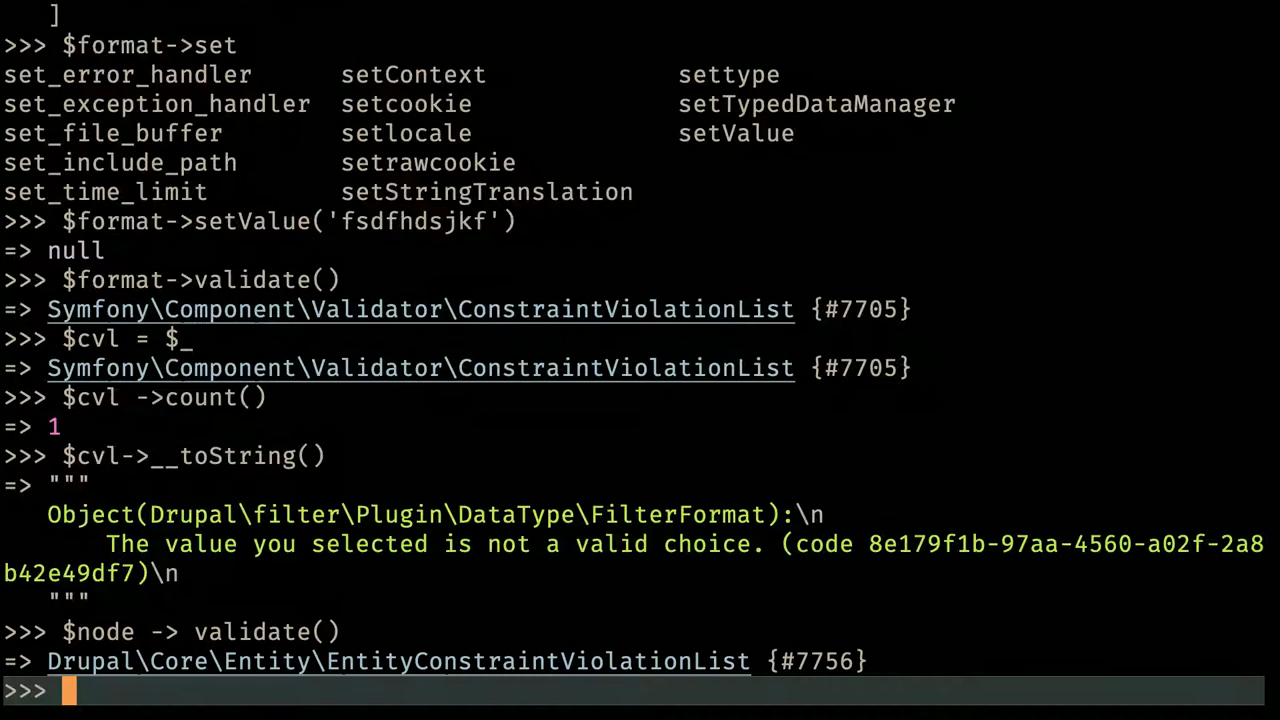 ]
>>> $format->set
set_error_handler setContext settype
set_exception_handler setcookie setTypedDataManager
set_file_buffer setlocale setValue
set_include_path setrawcookie
set_time_limit setStringTranslation
>>> $format->setValue('fsdfhdsjkf')
=> null
>>> $format->validate()
=> Symfony\Component\Validator\ConstraintViolationList {#7705}
>>> $cvl = $_
=> Symfony\Component\Validator\ConstraintViolationList {#7705}
>>> $cvl ->count()
=> 1
>>> $cvl->__toString()
=> """
Object(Drupal\filter\Plugin\DataType\FilterFormat):\n
The value you selected is not a valid choice. (code 8e179f1b-97aa-4560-a02f-2a8
b42e49df7)\n
"""
>>> $node -> validate()
=> Drupal\Core\Entity\EntityConstraintViolationList {#7756}
>>>